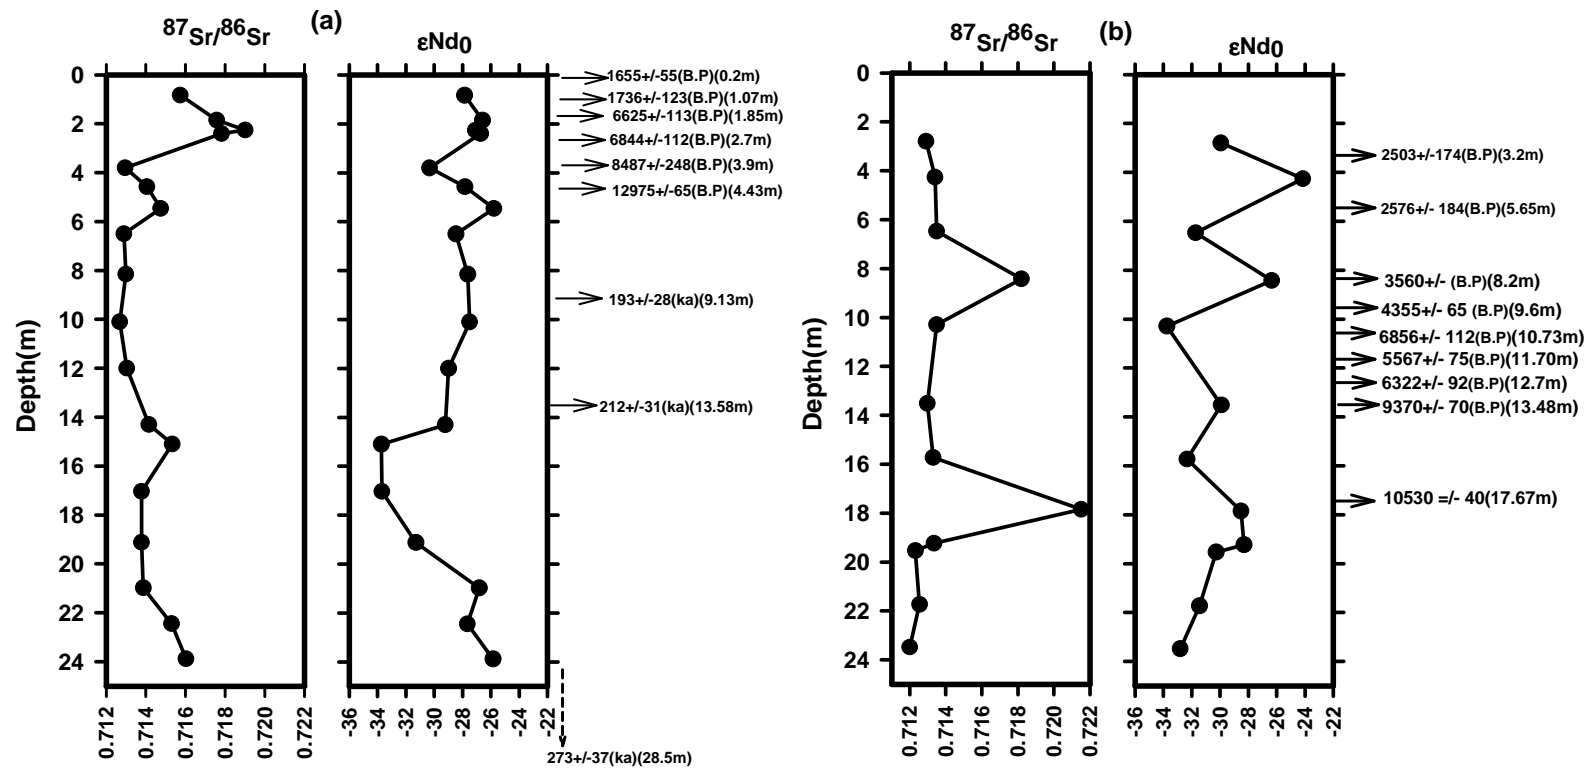 87Sr/86Sr
(a)
εNd0
0
2
4
6
8
10
12
14
16
18
20
22
24
Depth(m)
0.712
0.714
0.716
0.718
0.720
0.722
-36
-34
-32
-30
-28
-26
-24
-22
1655+/-55(B.P)(0.2m)
1736+/-123(B.P)(1.07m)
6625+/-113(B.P)(1.85m)
6844+/-112(B.P)(2.7m)
8487+/-248(B.P)(3.9m)
12975+/-65(B.P)(4.43m)
193+/-28(ka)(9.13m)
212+/-31(ka)(13.58m)
273+/-37(ka)(28.5m)
87Sr/86Sr
(b)
εNd0
0
2
4
6
8
10
12
14
16
18
20
22
24
Depth(m)
0.712
0.714
0.716
0.718
0.720
0.722
-36
-34
-32
-30
-28
-26
-24
-22
2503+/-174(B.P)(3.2m)
2576+/- 184(B.P)(5.65m)
3560+/- (B.P)(8.2m)
4355+/- 65 (B.P)(9.6m)
6856+/- 112(B.P)(10.73m)
5567+/- 75(B.P)(11.70m)
6322+/- 92(B.P)(12.7m)
9370+/- 70(B.P)(13.48m)
10530 =/- 40(17.67m)